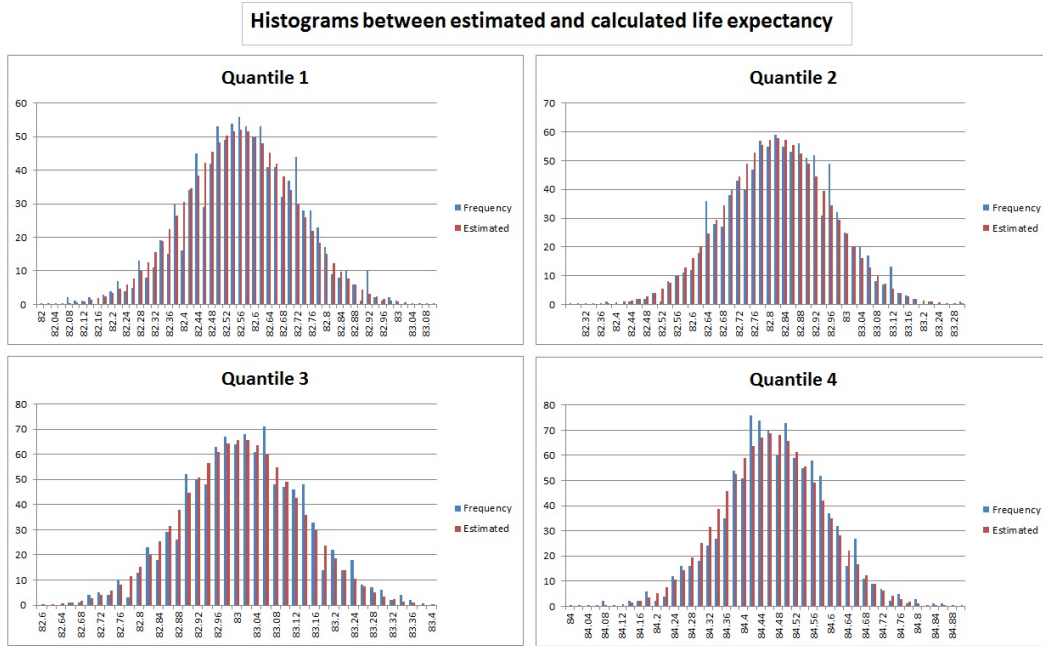 Histograms between estimated and calculated life expectancy
Quantile 1
60
50
40
30
20
10
0
82 82.04 82.08 82.12 82.16 82.2 82.24 82.28 82.32 82.36 82.4 82.44 82.48 82.52 82.56 82.6 82.64 82.68 82.72 82.76 82.8 82.84 82.88 82.92 82.96 83 83.04 83.08
Frequency
Estimated
Quantile 2
70
60
50
40
30
20
10
0
82.32 82.36 82.4 82.44 82.48 82.52 82.56 82.6 82.64 82.68 82.72 82.76 82.8 82.84 82.88 82.92 82.96 83 83.04 83.08 83.12 83.16 83.2 83.24 83.28
Frequency
Estimated
Quantile 3
80
70
60
50
40
30
20
10
0
82.6 82.64 82.68 82.72 82.76 82.8 82.84 82.88 82.92 82.96 83 83.04 83.08 83.12 83.16 83.2 83.24 83.28 83.32 83.36 83.4
Frequency
Estimated
Quantile 4
80
70
60
50
40
30
20
10
0
84 84.04 84.08 84.12 84.16 84.2 84.24 84.28 84.32 84.36 84.4 84.44 84.48 84.52 84.56 84.6 84.64 84.68 84.72 84.76 84.8 84.84 84.88
Frequency
Estimated